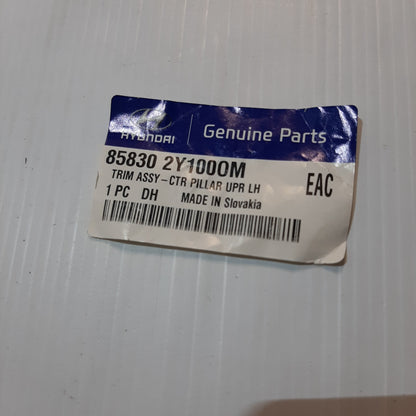 HYUNDAI | Genuine Parts
85830 2Y1000M
TRIM ASSY-CTR PILLAR UPR LH
EAC
1 PC DH MADE IN Slovakia